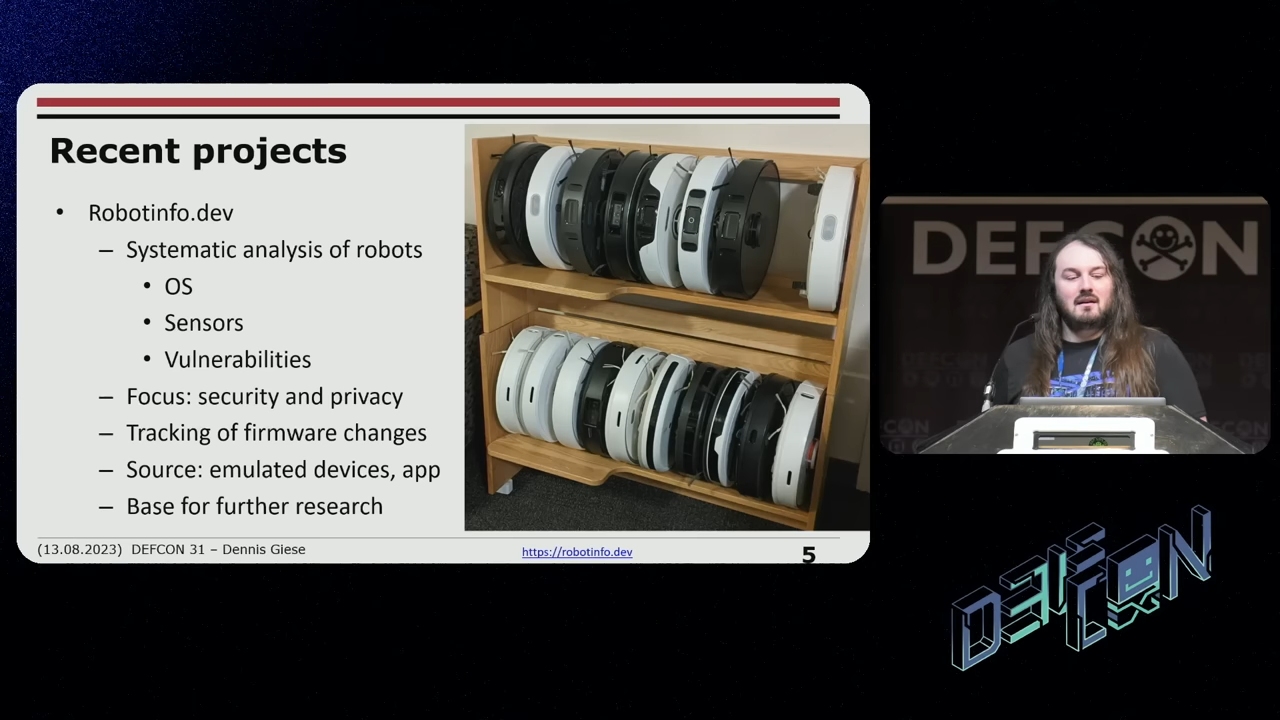 Recent projects
• Robotinfo.dev
– Systematic analysis of robots
• OS
• Sensors
• Vulnerabilities
– Focus: security and privacy
– Tracking of firmware changes
– Source: emulated devices, app
– Base for further research
(13.08.2023) DEFCON 31 – Dennis Giese
https://robotinfo.dev
5
DEFCON
DEFCON